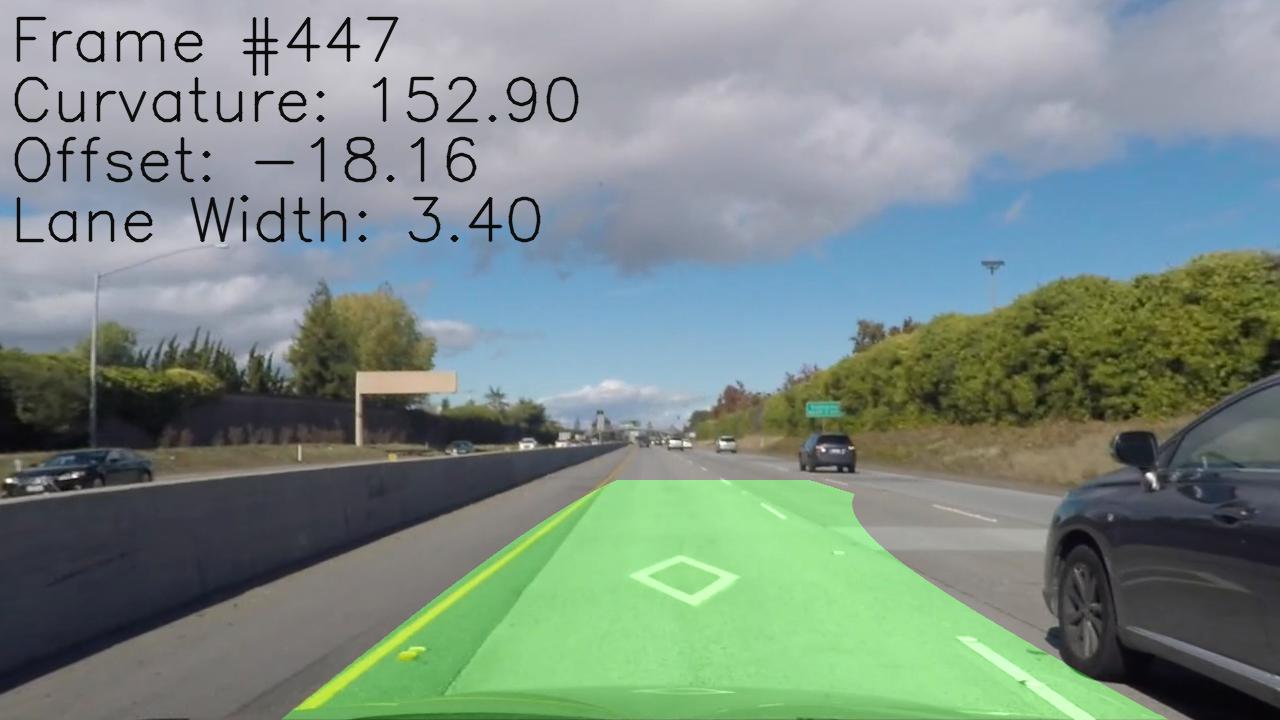 Frame #447
Curvature: 152.90
Offset: -18.16
Lane Width: 3.40